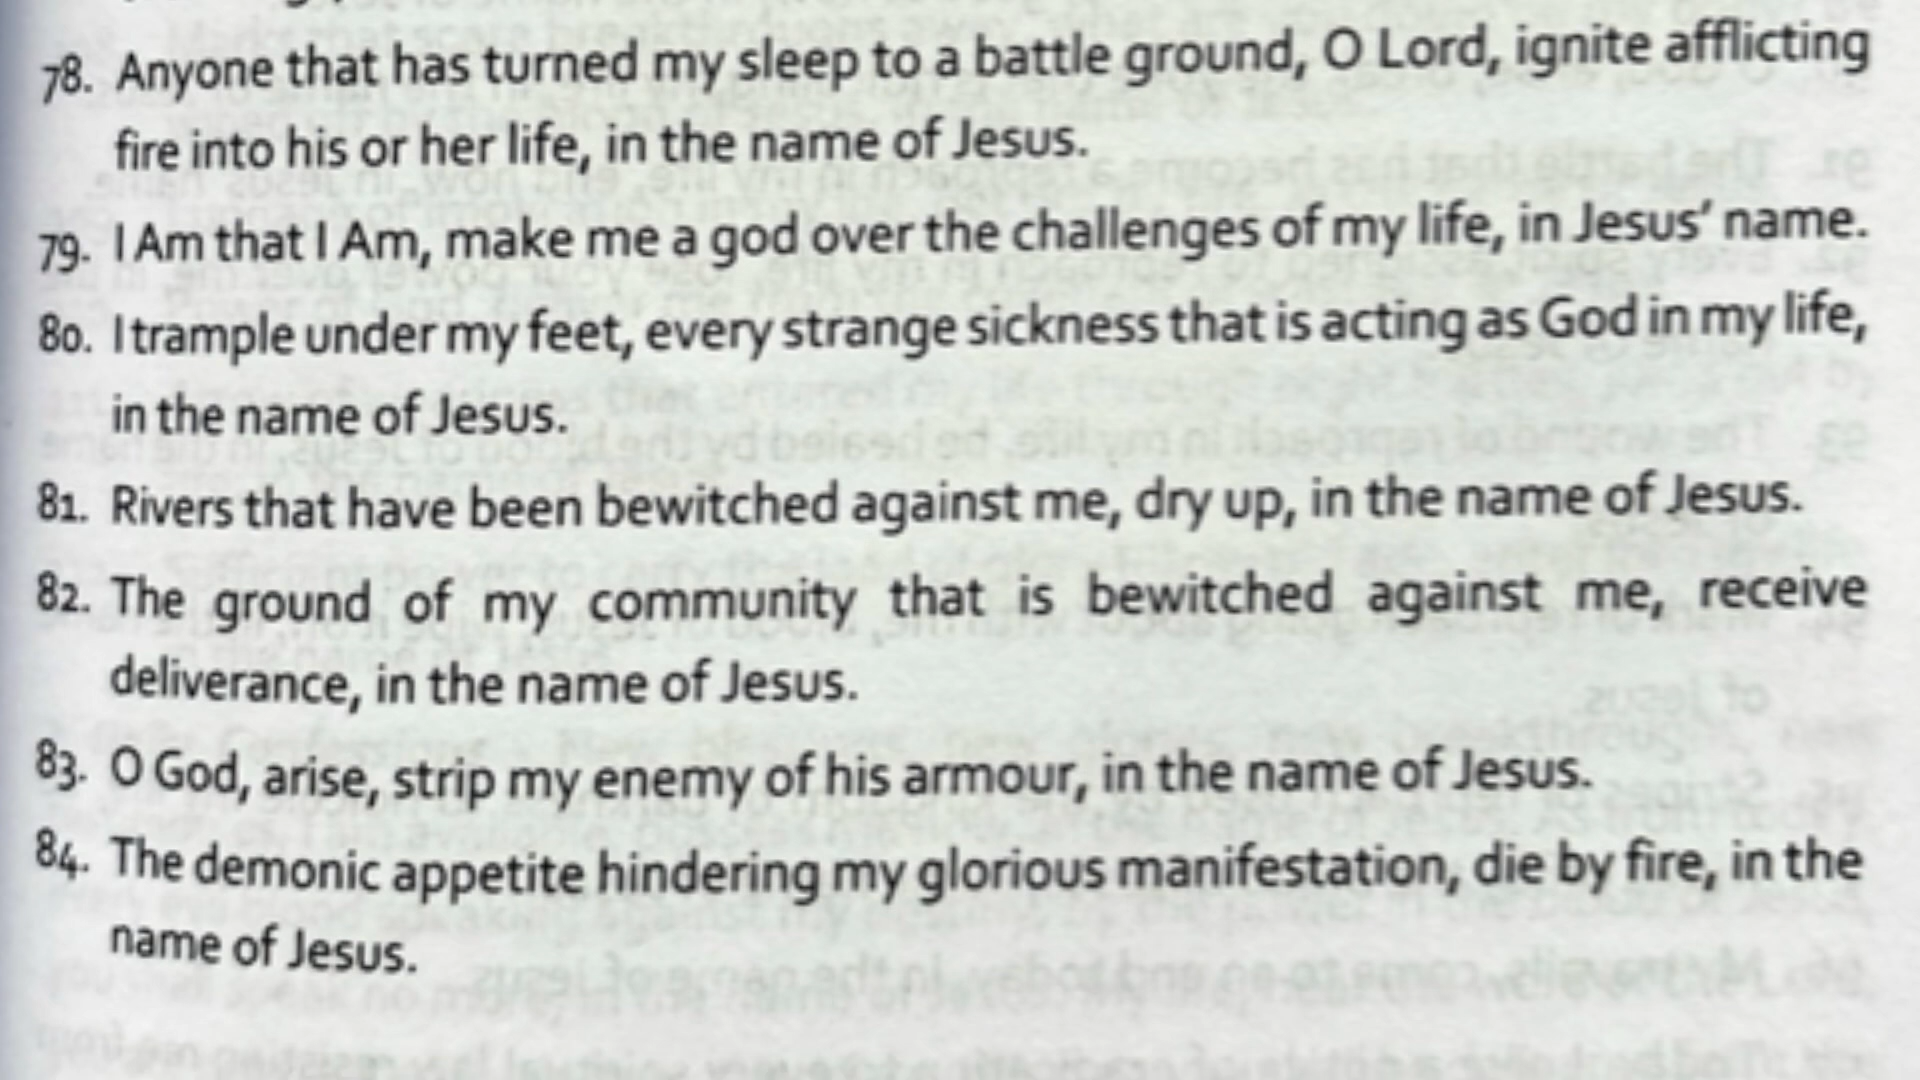 78. Anyone that has turned my sleep to a battle ground, O Lord, ignite afflicting
fire into his or her life, in the name of Jesus.
79. I Am that I Am, make me a god over the challenges of my life, in Jesus' name.
80. I trample under my feet, every strange sickness that is acting as God in my life,
in the name of Jesus.
81. Rivers that have been bewitched against me, dry up, in the name of Jesus.
82. The ground of my community that is bewitched against me, receive
deliverance, in the name of Jesus.
83. O God, arise, strip my enemy of his armour, in the name of Jesus.
84. The demonic appetite hindering my glorious manifestation, die by fire, in the
name of Jesus.